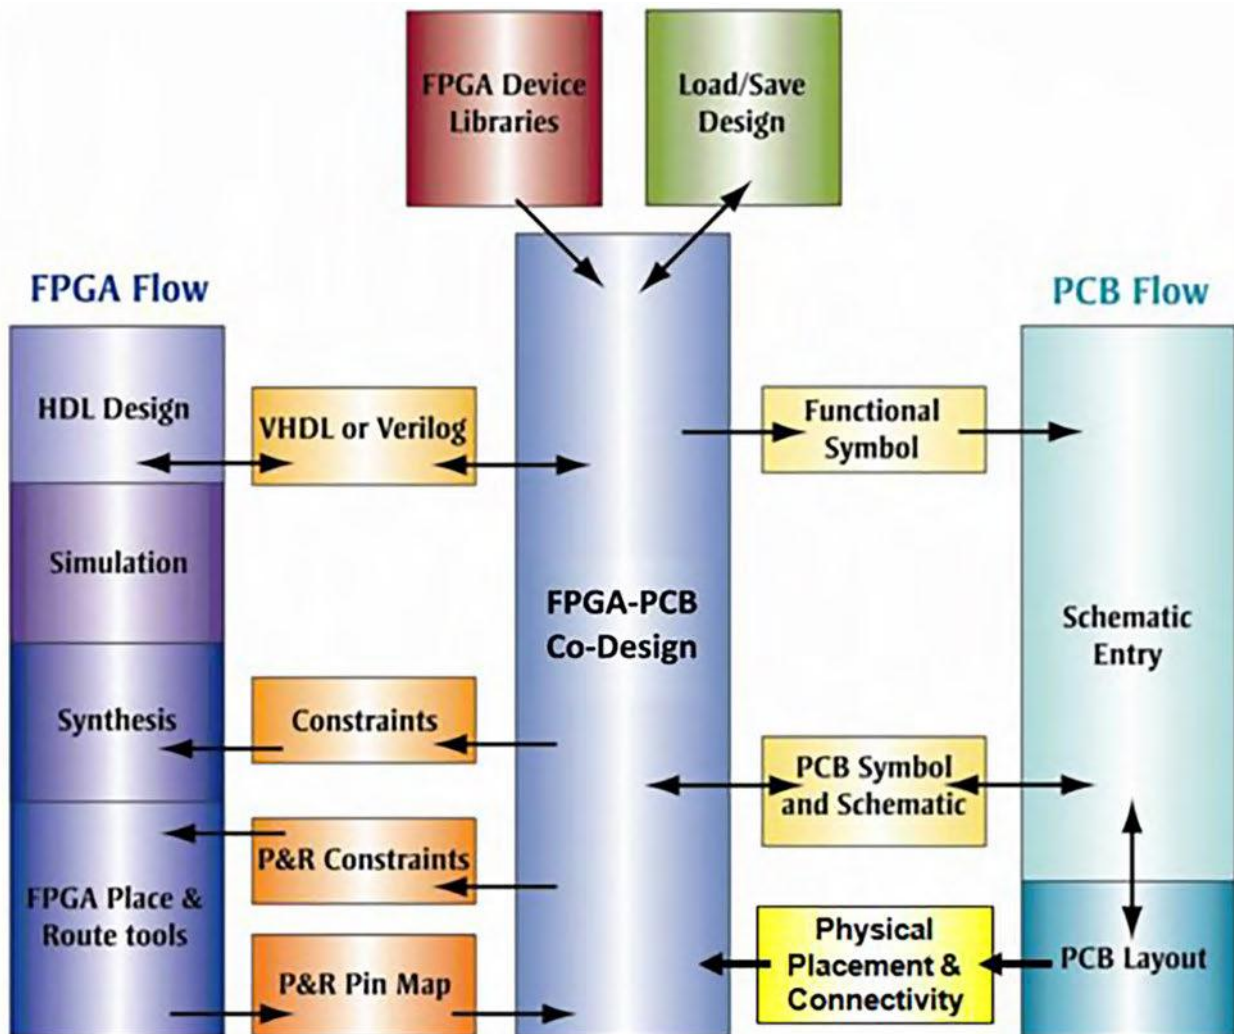 FPGA Device
Libraries
Load/Save
Design
FPGA Flow
PCB Flow
HDL Design
VHDL or Verilog
Functional
Symbol
Simulation
FPGA-PCB
Co-Design
Schematic
Entry
Synthesis
Constraints
PCB Symbol
and Schematic
P&R Constraints
FPGA Place &
Route tools
P&R Pin Map
Physical
Placement &
Connectivity
PCB Layout